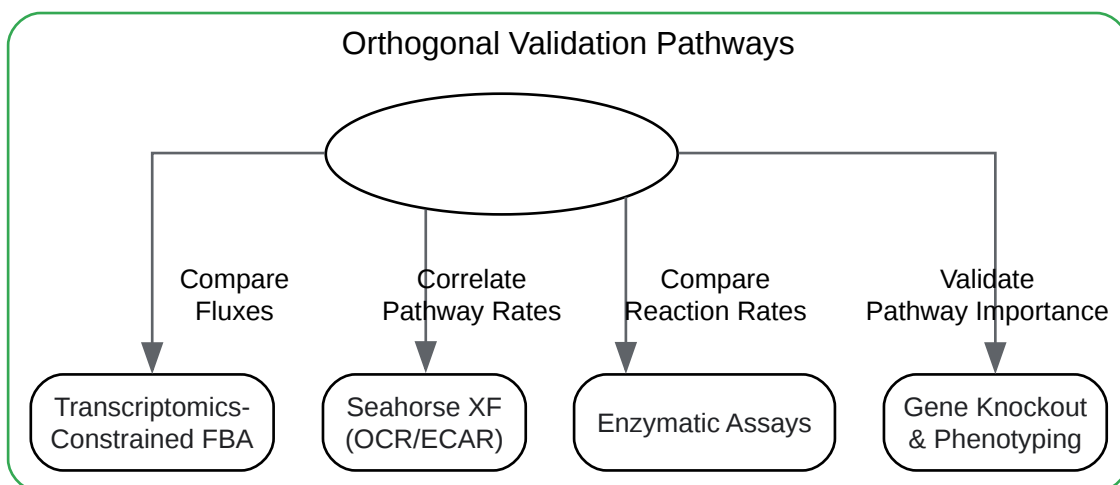 Orthogonal Validation Pathways
Compare
Fluxes
Correlate
Pathway Rates
Compare
Reaction Rates
Validate
Pathway Importance
Transcriptomics-
Constrained FBA
Seahorse XF
(OCR/ECAR)
Enzymatic Assays
Gene Knockout
& Phenotyping